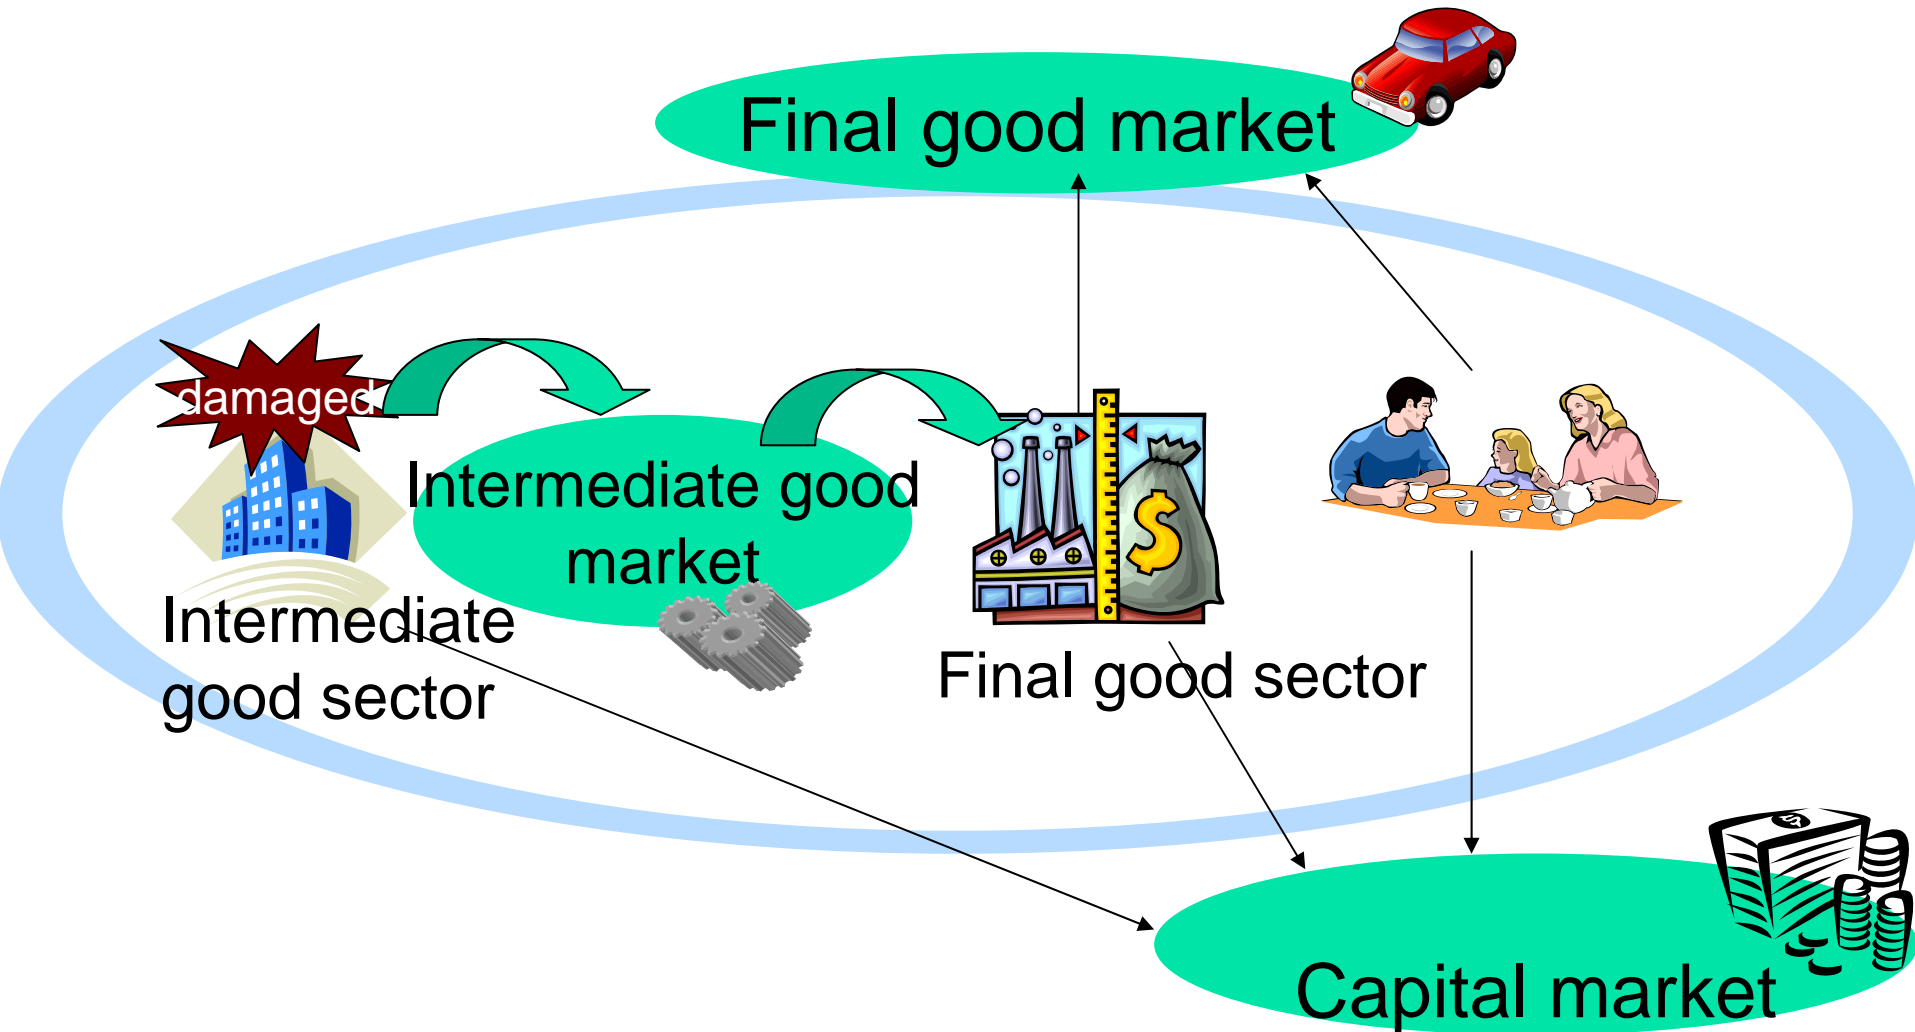 Final good market
damaged
Intermediate good
market
$
Intermediate
good sector
Final good sector
$
Capital market